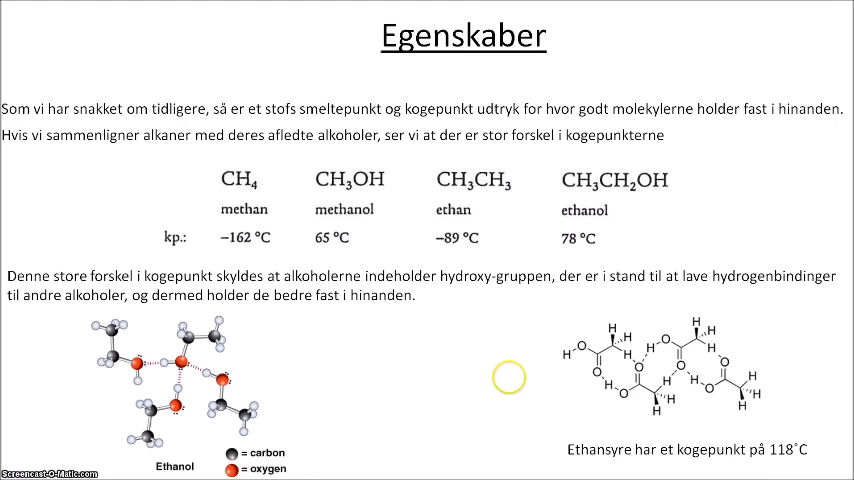 Egenskaber
Som vi har snakket om tidligere, så er et stofs smeltepunkt og kogepunkt udtryk for hvor godt molekylerne holder fast i hinanden.
Hvis vi sammenligner alkaner med deres afledte alkoholer, ser vi at der er stor forskel i kogepunkterne
CH₄ CH₃OH CH₃CH₃ CH₃CH₂OH
methan methanol ethan ethanol
kp.: –162 °C 65 °C –89 °C 78 °C
Denne store forskel i kogepunkt skyldes at alkoholerne indeholder hydroxy-gruppen, der er i stand til at lave hydrogenbindinger
til andre alkoholer, og dermed holder de bedre fast i hinanden.
H H H H
H O H O H
H O O O
O H O H O H
H H H
H H
Ethansyre har et kogepunkt på 118˚C
= carbon
Ethanol
= oxygen
Screencast-O-Matic.com